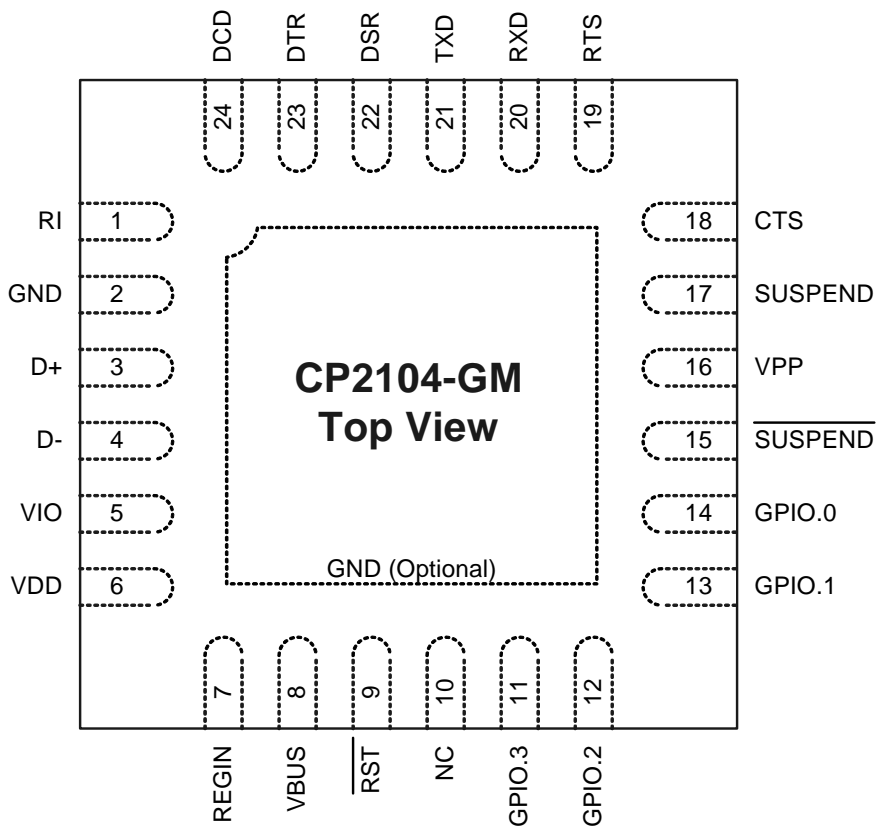 DCD
DTR
DSR
TXD
RXD
RTS
24
23
22
21
20
19
RI 1
GND 2
D+ 3
D- 4
VIO 5
VDD 6
18 CTS
17 SUSPEND
16 VPP
15 S̅U̅S̅P̅E̅N̅D̅
14 GPIO.0
13 GPIO.1
CP2104-GM
Top View
GND (Optional)
7
8
9
10
11
12
REGIN
VBUS
R̅S̅T̅
NC
GPIO.3
GPIO.2